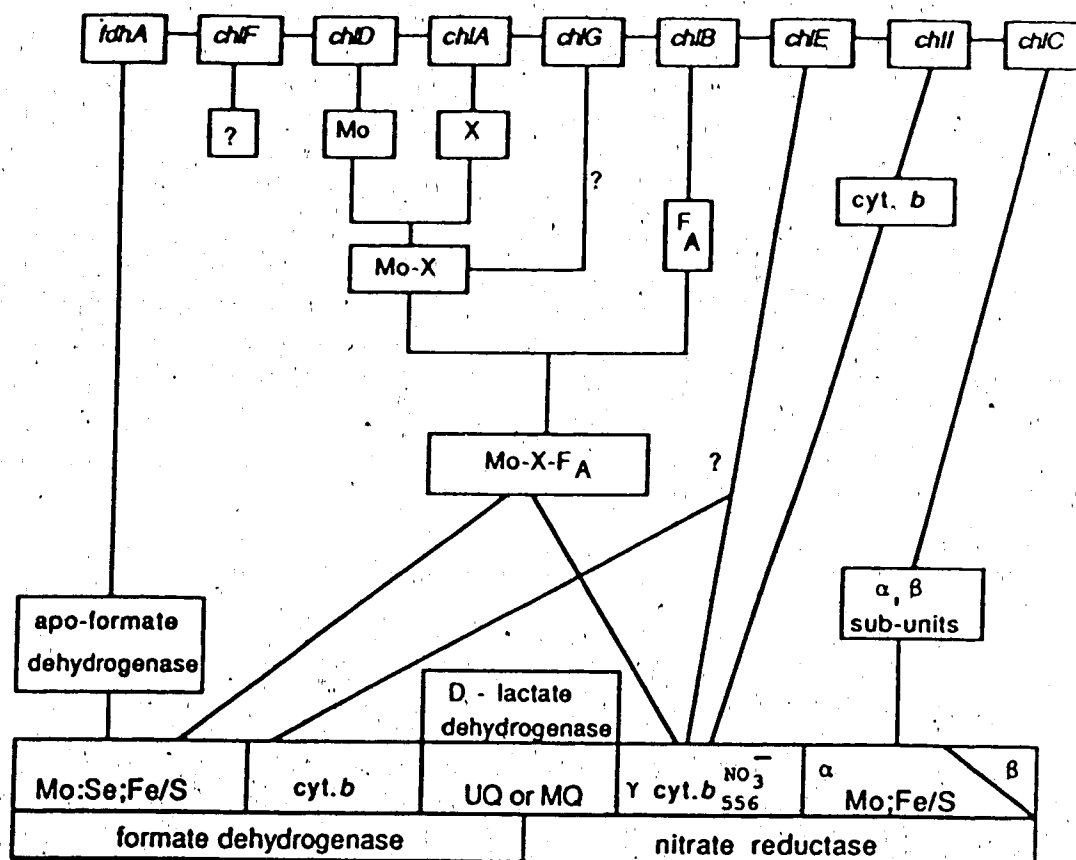 fdhA chlF chlD chlA chlG chlB chlE chlI chlC
? Mo X
?
cyt. b
F A
Mo-X
Mo-X-F A
?
α, β
sub-units
apo-formate
dehydrogenase
D - lactate
dehydrogenase
Mo:Se;Fe/S cyt.b UQ or MQ γ cyt.b 556 NO3− α Mo;Fe/S β
formate dehydrogenase nitrate reductase